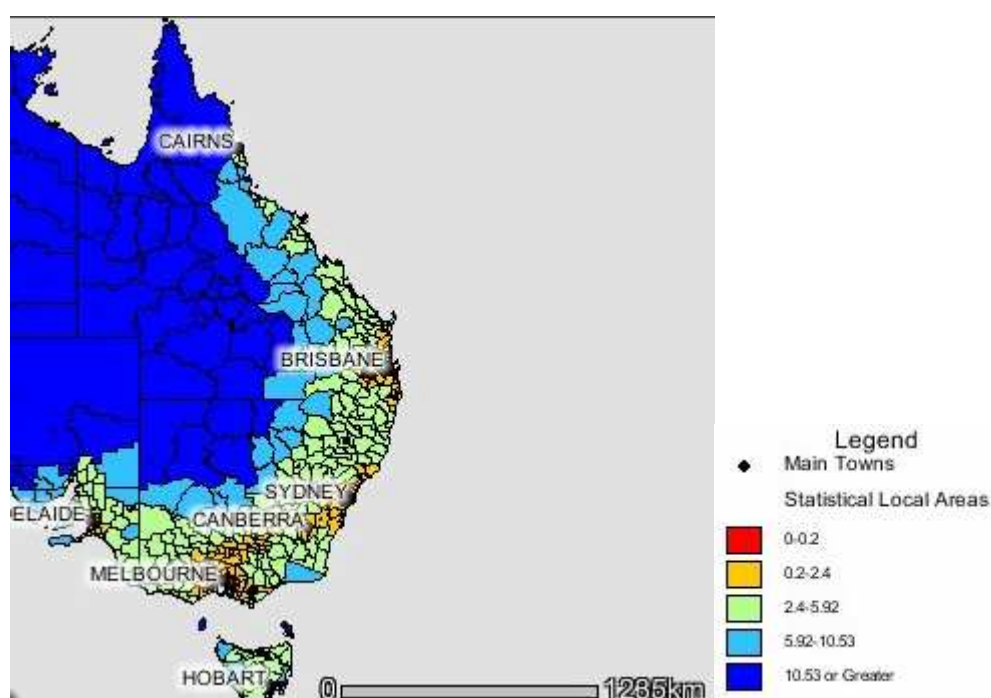 CAIRNS
BRISBANE
SYDNEY
ELAIDE
CANBERRA
MELBOURNE
HOBART
0 1285km
Legend
Main Towns
Statistical Local Areas
0-0.2
0.2-2.4
2.4-5.92
5.92-10.53
10.53 or Greater